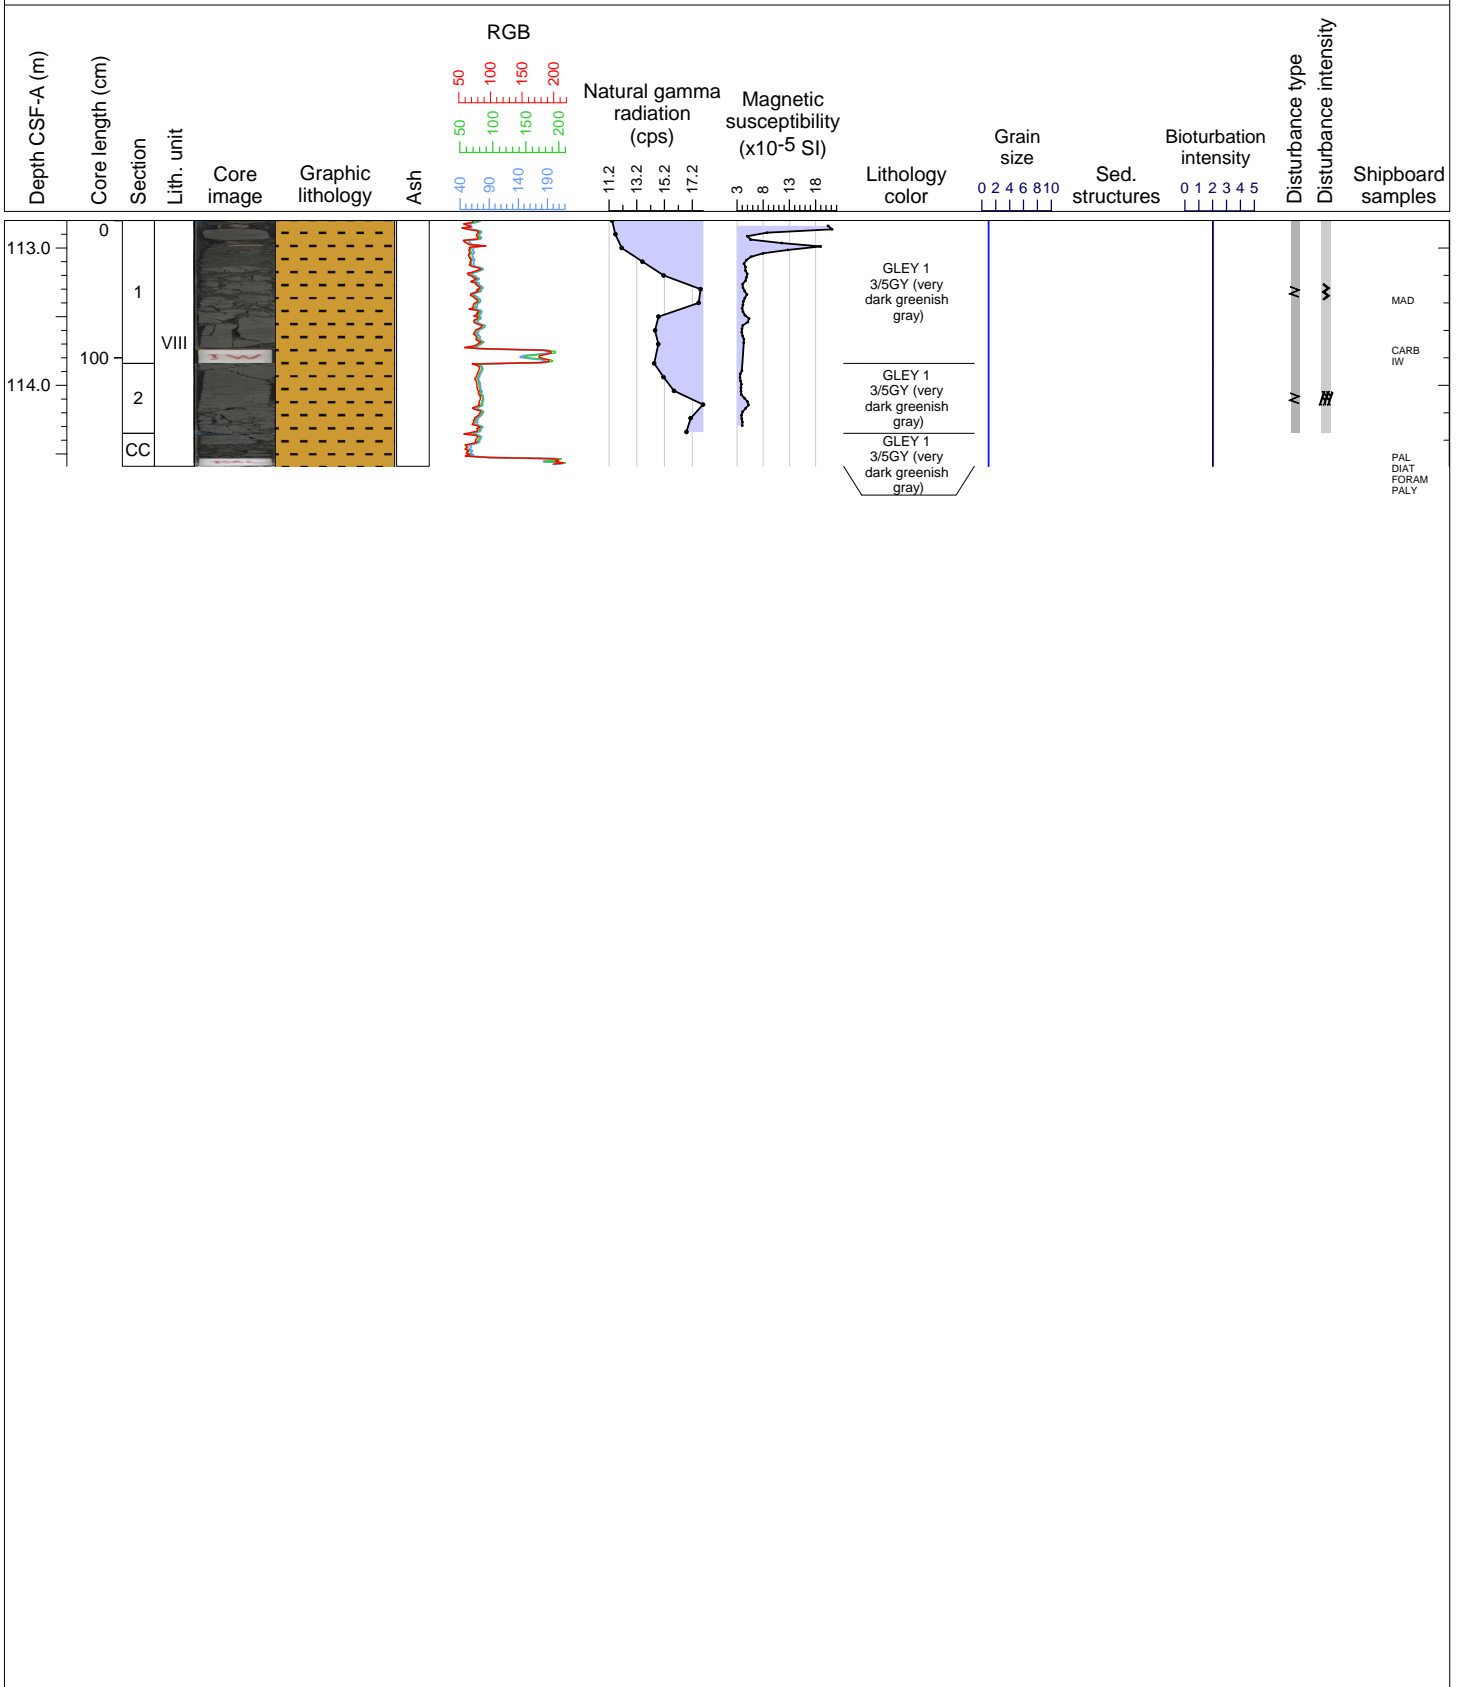 RGB
50 100 150 200
50 100 150 200
40 90 140 190
Depth CSF-A (m)
Core length (cm)
Section
Lith. unit
Core
image
Graphic
lithology
Ash
Natural gamma
radiation
(cps)
11.2 13.2 15.2 17.2
Magnetic
susceptibility
(x10-5 SI)
3 8 13 18
Lithology
color
Grain
size
0 2 4 6 8 10
Sed.
structures
Bioturbation
intensity
0 1 2 3 4 5
Disturbance type
Disturbance intensity
Shipboard
samples
113.0
114.0
0
100
1
2
CC
VIII
IW
GLEY 1
3/5GY (very
dark greenish
gray)
GLEY 1
3/5GY (very
dark greenish
gray)
GLEY 1
3/5GY (very
dark greenish
gray)
MAD
CARB
IW
PAL
DIAT
FORAM
PALY